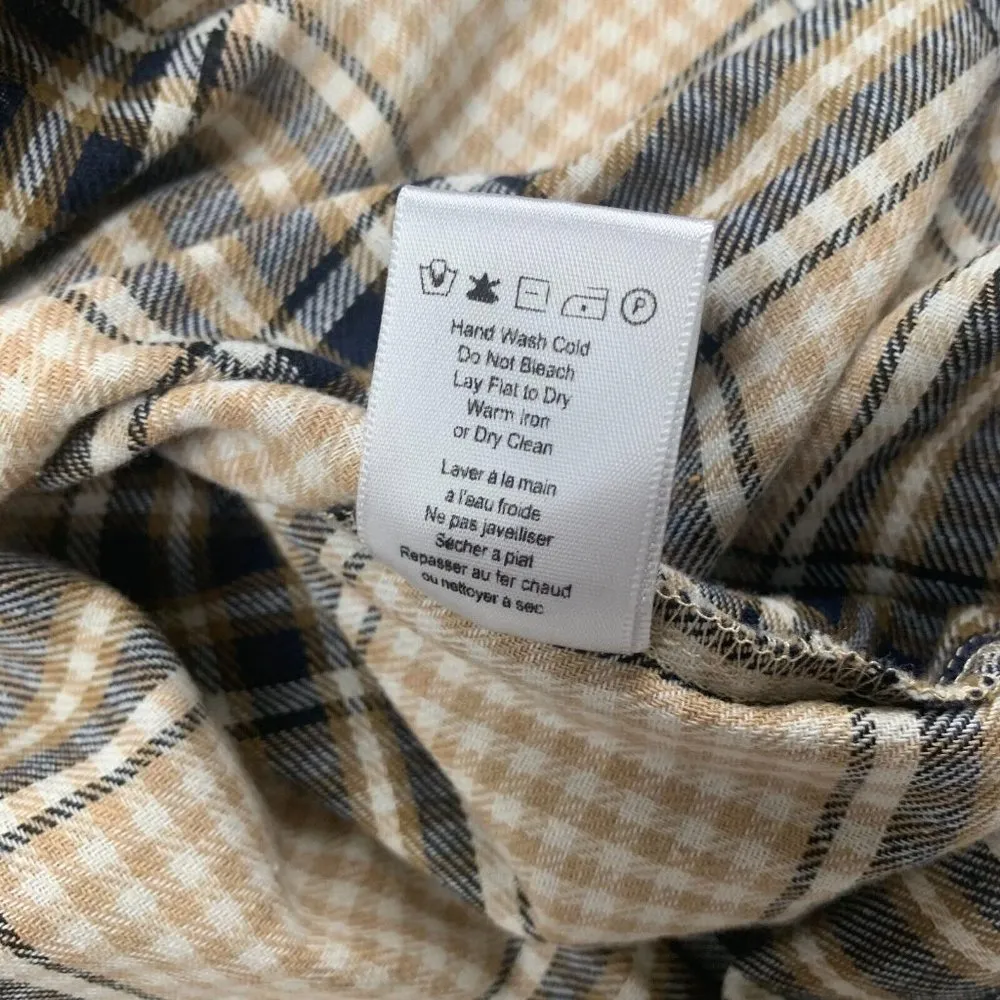 P
Hand Wash Cold
Do Not Bleach
Lay Flat to Dry
Warm Iron
or Dry Clean
Laver à la main
à l'eau froide
Ne pas javelliser
Sécher à plat
Repasser au fer chaud
ou nettoyer à sec